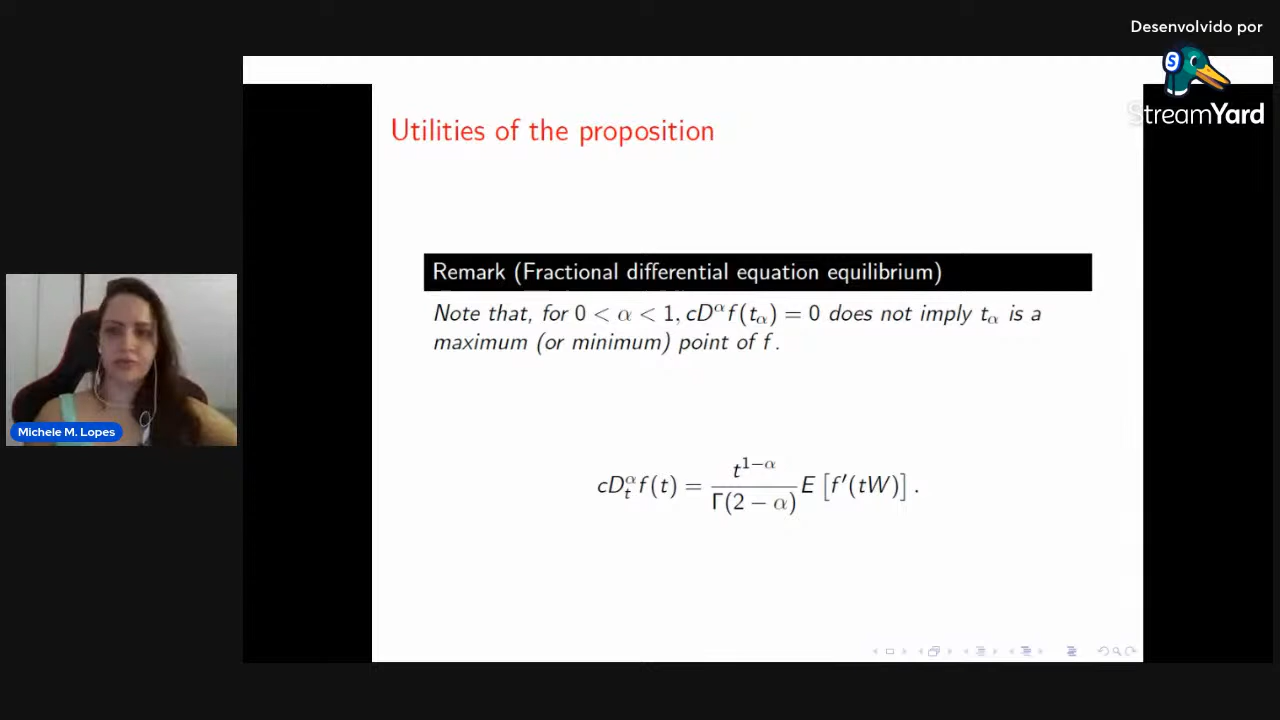 Desenvolvido por
S
StreamYard
Utilities of the proposition
Remark (Fractional differential equation equilibrium)
Note that, for 0 < α < 1, cD^α f(t_α) = 0 does not imply t_α is a
maximum (or minimum) point of f.
cD_t^α f(t) = t^{1−α} / Γ(2 − α) E [f′(tW)] .
Michele M. Lopes